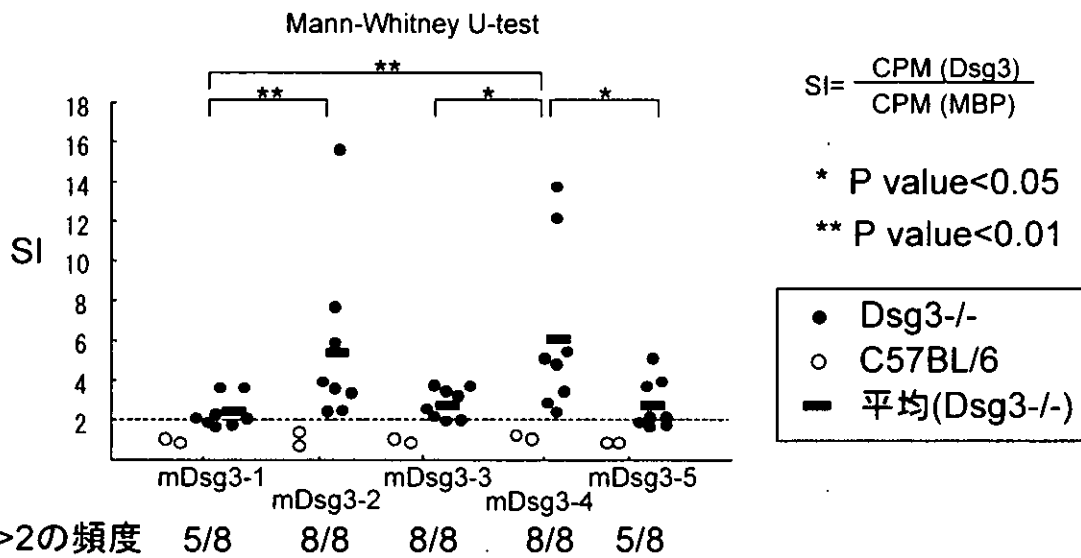 Mann-Whitney U-test
SI= CPM (Dsg3)
CPM (MBP)
**
** * *
* P value<0.05
** P value<0.01
SI
18
16
14
12
10
8
6
4
2
● Dsg3-/-
○ C57BL/6
平均(Dsg3-/-)
mDsg3-1 mDsg3-3 mDsg3-5
mDsg3-2 mDsg3-4
>2の頻度 5/8 8/8 8/8 8/8 5/8